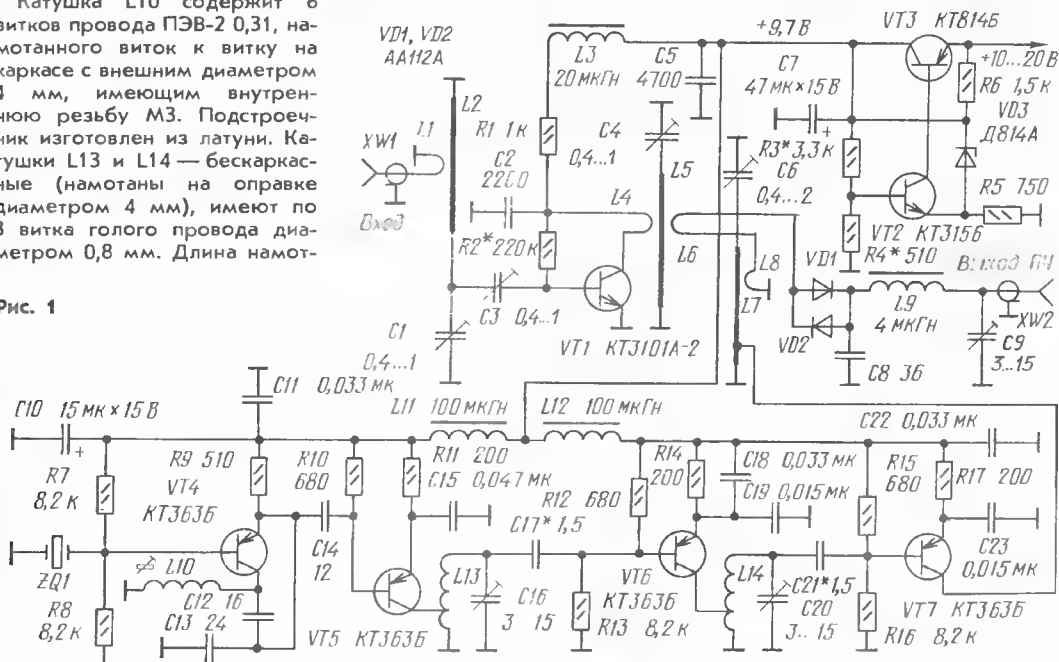 Катушка L10 содержит 6
витков провода ПЭВ-2 0,31, на-
мотанного виток к витку на
каркасе с внешним диаметром
4 мм, имеющим внутрен-
нюю резьбу М3. Подстроеч-
ник изготовлен из латуни. Ка-
тушки L13 и L14 — бескаркас-
ные (намотаны на оправке
диаметром 4 мм), имеют по
3 витка голого провода диа-
метром 0,8 мм. Длина намот-
Рис. 1
VD1, VD2
АА112А
L3
20 мкГн
C5
4700
+9,7 В
VT3 КТ814Б
+10...20 В
C7
47 мк×15 В
R6 1,5 к
VD3
Д814А
L2
L1
XW1
Вход
R1 1к
C2
2200
C4
0,4...1
L5
R3* 3,3 к
C6
0,4...2
R5 750
L4
R2* 220 к
L6
L8
L7
VT2 КТ315Б
R4* 510
VD1
VD2
Выход ПЧ
XW2
L9
4 мкГн
C9
3...15
C8 36
C1
0,4...1
C3 0,4...1
VT1 КТ3101А-2
C10 15 мк×15 В
C11 0,033 мк
L11 100 мкГн
L12 100 мкГн
C22 0,033 мк
R7
8,2 к
R9 510
VT4
КТ363Б
R10
680
R11 200
C15 0,047 мк
R12 680
R14
200
C18 0,033 мк
C19 0,015 мк
R15
680
R17 200
C17* 1,5
C23
0,015 мк
ZQ1
L10
C14
12
L13
VT6
КТ363Б
L14
C21* 1,5
R8
8,2 к
C12 16
C13 24
VT5 КТ363Б
C16
3 15
R13 8,2 к
C20
3.. 15
VT7 КТ363Б
R16 8,2 к